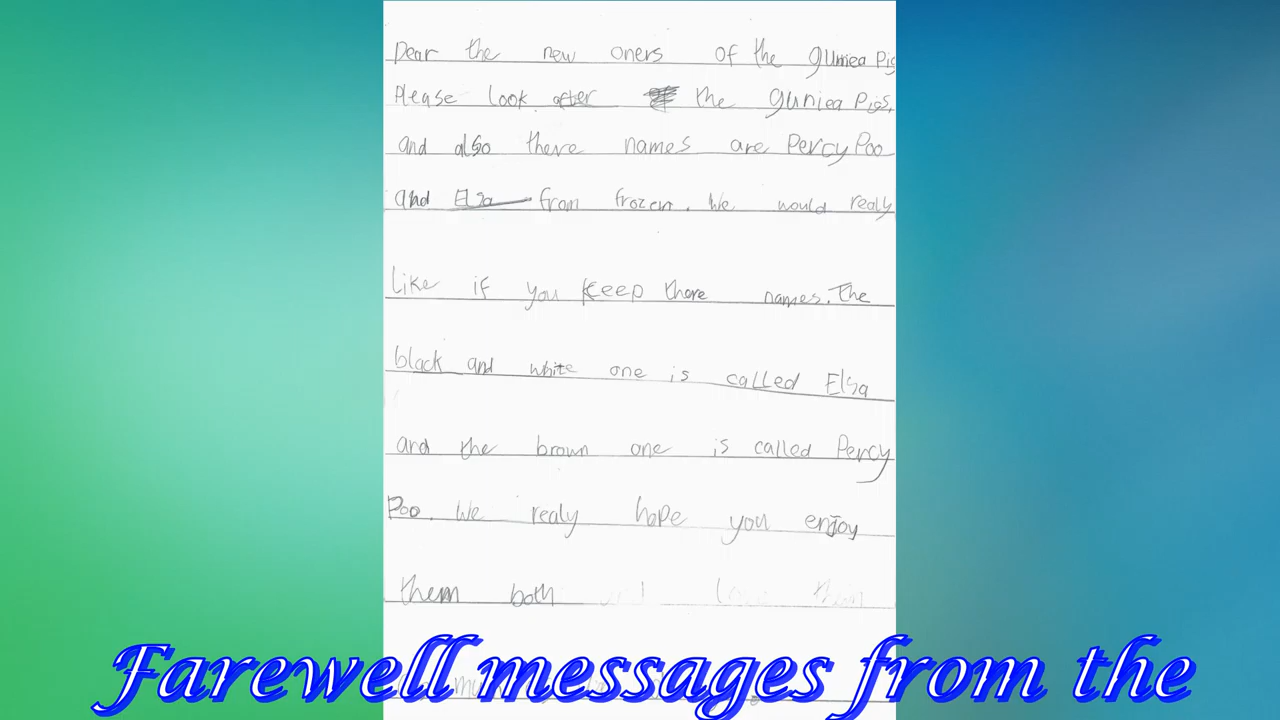 Dear the new oners of the guniea Pig
Please look after the guniea Pigs,
and also there names are Percy Poo
and Elsa from frozen. We would realy
like if you keep there names. The
black and white one is called Elsa
and the brown one is called Percy
Poo. We realy hope you enjoy
them both and love them
Farewell messages from the